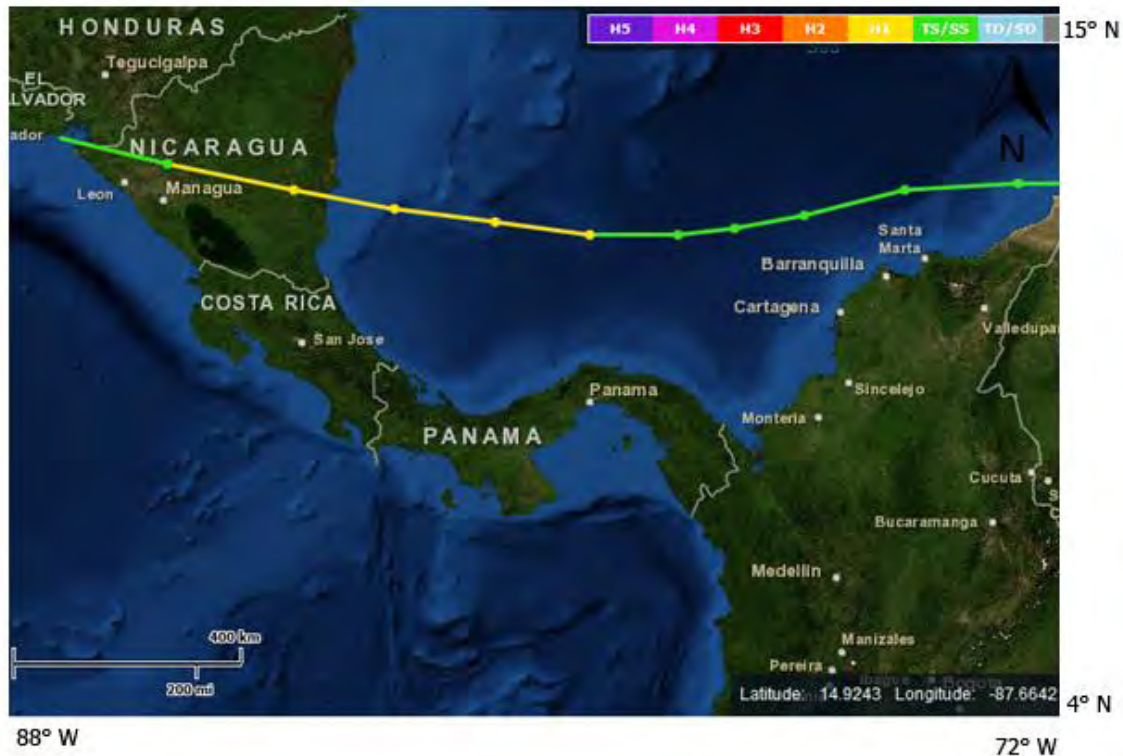 H5 H4 H3 H2 H1 TS/SS TD/SD
15° N
HONDURAS
Tegucigalpa
EL
ALVADOR
ador
NICARAGUA
N
Leon
Managua
Santa
Marta
Barranquilla
COSTA RICA
Cartagena
San Jose
Valledupar
Sincelejo
Panama
Monteria
PANAMA
Cucuta
Bucaramanga
Medellin
400 km
Manizales
200 mi
Pereira
Latitude: 14.9243 Longitude: -87.6642
4° N
88° W
72° W